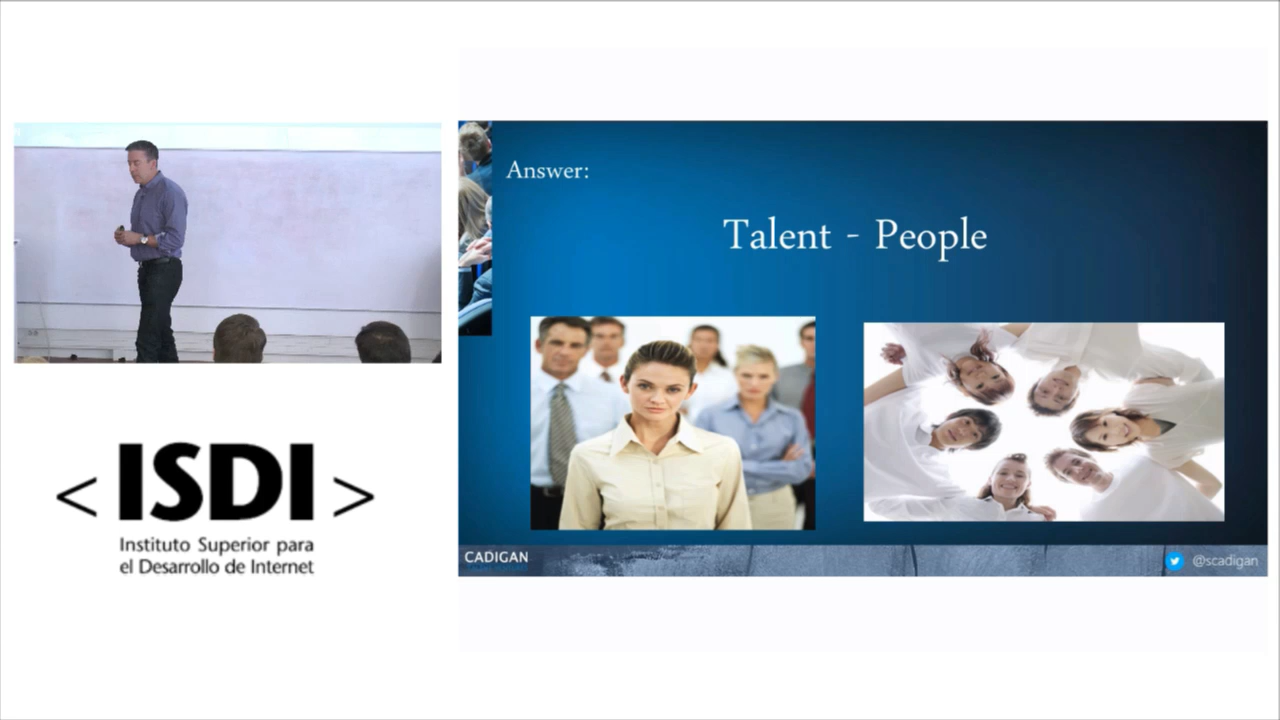 Answer:
Talent - People
CADIGAN
@scadigan
< ISDI >
Instituto Superior para
el Desarrollo de Internet